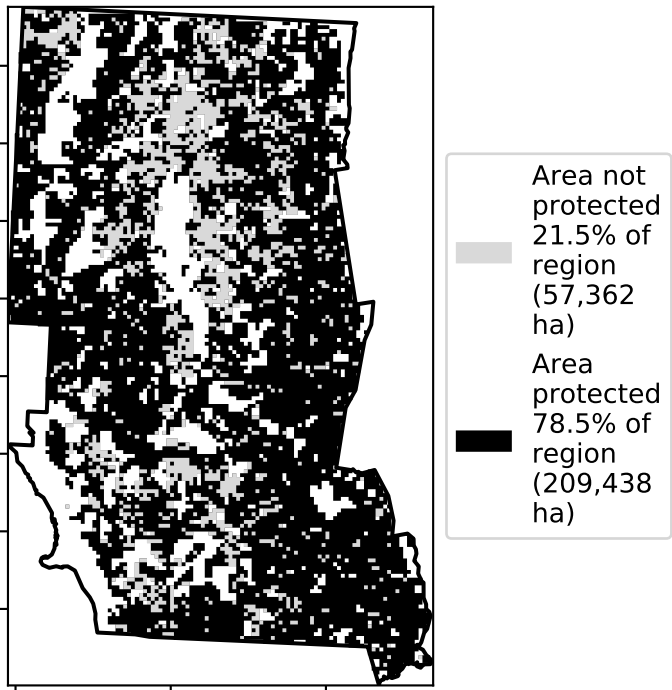 Area not
protected
21.5% of
region
(57,362
ha)
Area
protected
78.5% of
region
(209,438
ha)